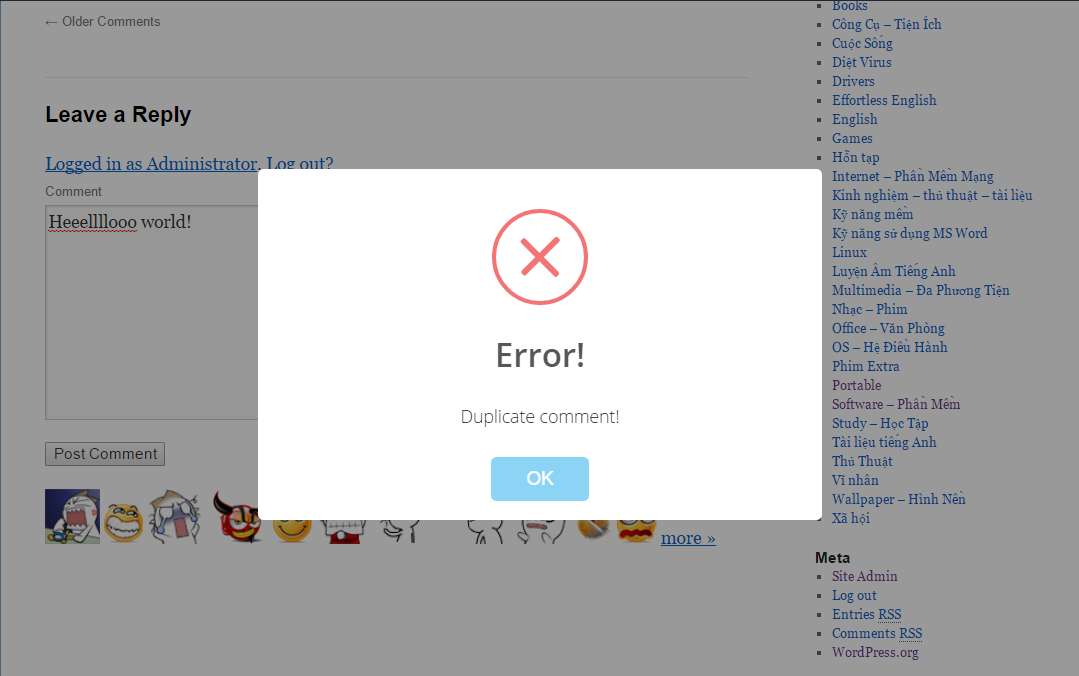 ← Older Comments
Leave a Reply
Logged in as Administrator. Log out?
Comment
Heeellllooo world!
Post Comment
more »
Error!
Duplicate comment!
OK
Books
Công Cụ – Tiện Ích
Cuộc Sống
Diệt Virus
Drivers
Effortless English
English
Games
Hỗn tạp
Internet – Phần Mềm Mạng
Kinh nghiệm – thủ thuật – tài liệu
Kỹ năng mềm
Kỹ năng sử dụng MS Word
Linux
Luyện Âm Tiếng Anh
Multimedia – Đa Phương Tiện
Nhạc – Phim
Office – Văn Phòng
OS – Hệ Điều Hành
Phim Extra
Portable
Software – Phần Mềm
Study – Học Tập
Tài liệu tiếng Anh
Thủ Thuật
Vĩ nhân
Wallpaper – Hình Nền
Xã hội
Meta
Site Admin
Log out
Entries RSS
Comments RSS
WordPress.org